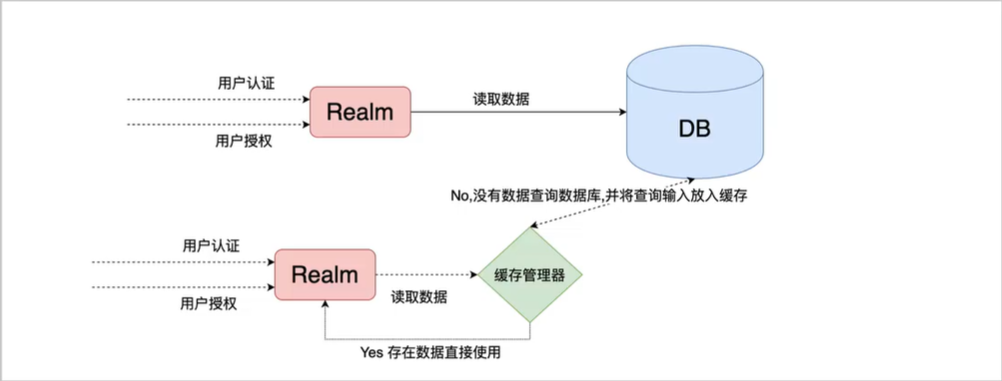 用户认证
Realm
读取数据
DB
用户授权
No,没有数据查询数据库,并将查询输入放入缓存
用户认证
Realm
缓存管理器
读取数据
用户授权
Yes 存在数据直接使用